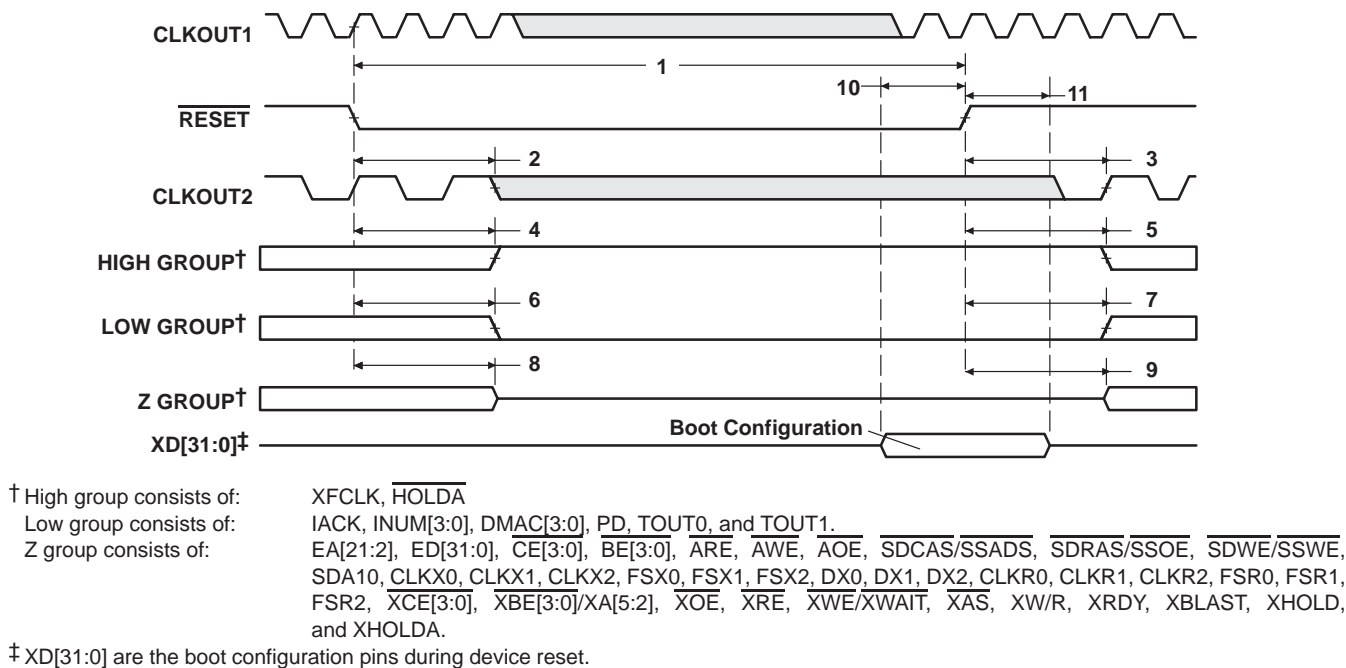 CLKOUT1
1
10
11
RESET
2
3
CLKOUT2
4
5
HIGH GROUP†
6
7
LOW GROUP†
8
9
Z GROUP†
Boot Configuration
XD[31:0]‡
† High group consists of: XFCLK, HOLDA
Low group consists of: IACK, INUM[3:0], DMAC[3:0], PD, TOUT0, and TOUT1.
Z group consists of: EA[21:2], ED[31:0], CE[3:0], BE[3:0], ARE, AWE, AOE, SDCAS/SSADS, SDRAS/SSOE, SDWE/SSWE,
SDA10, CLKX0, CLKX1, CLKX2, FSX0, FSX1, FSX2, DX0, DX1, DX2, CLKR0, CLKR1, CLKR2, FSR0, FSR1,
FSR2, XCE[3:0], XBE[3:0]/XA[5:2], XOE, XRE, XWE/XWAIT, XAS, XW/R, XRDY, XBLAST, XHOLD,
and XHOLDA.
‡ XD[31:0] are the boot configuration pins during device reset.